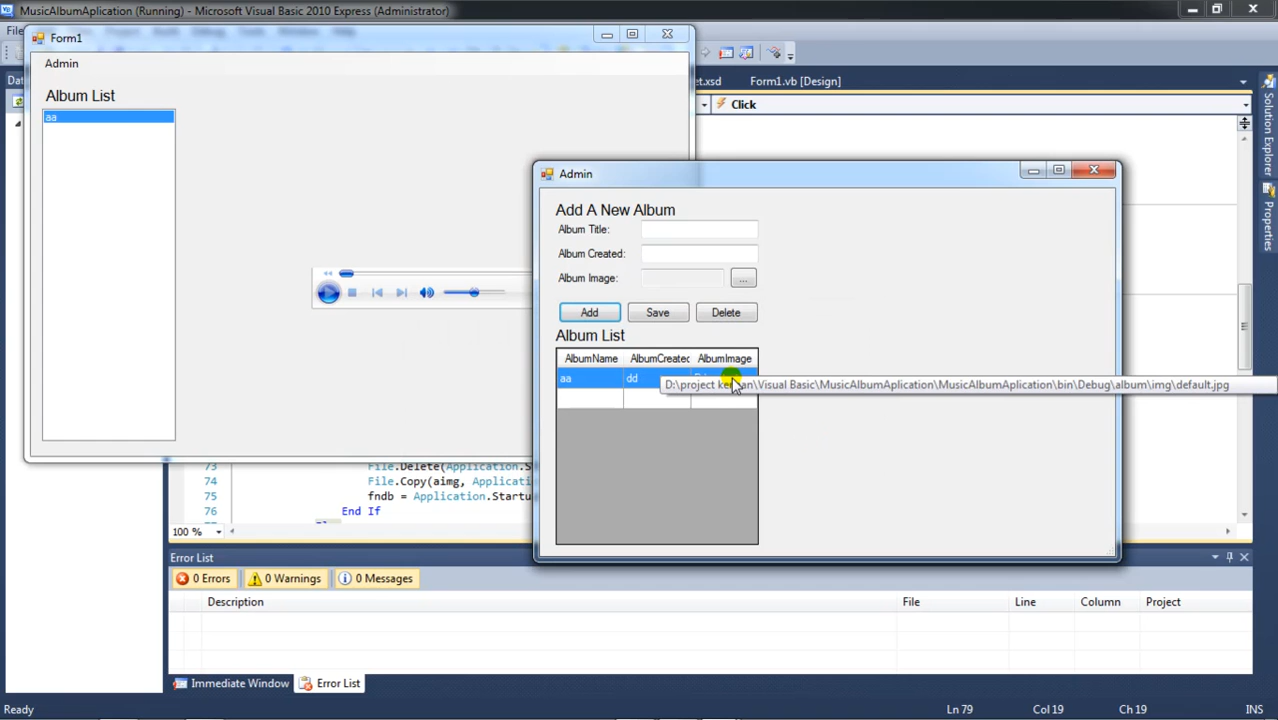 MusicAlbumAplication (Running) - Microsoft Visual Basic 2010 Express (Administrator)
Form1
Admin
Album List
aa
et.xsd
Form1.vb [Design]
Click
Solution Explorer
Properties
Admin
Add A New Album
Album Title:
Album Created:
Album Image:
...
Add Save Delete
Album List
AlbumName AlbumCreated AlbumImage
aa dd
D:\project ke an\Visual Basic\MusicAlbumAplication\MusicAlbumAplication\bin\Debug\album\img\default.jpg
73 File.Delete(Application.S
74 File.Copy(aimg, Applicati
75 fndb = Application.Startu
76 End If
100 %
Error List
0 Errors 0 Warnings 0 Messages
Description File Line Column Project
Immediate Window Error List
Ready Ln 79 Col 19 Ch 19 INS